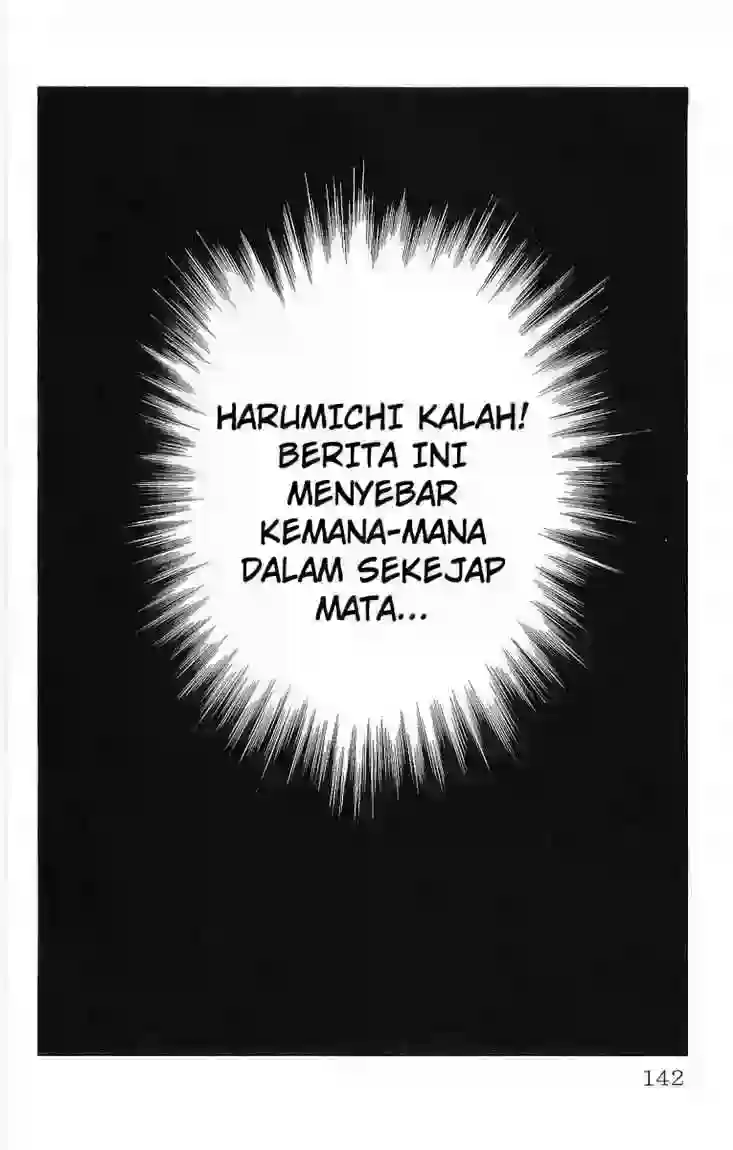 HARUMICHI KALAH!
BERITA INI
MENYEBAR
KEMANA-MANA
DALAM SEKEJAP
MATA...
142